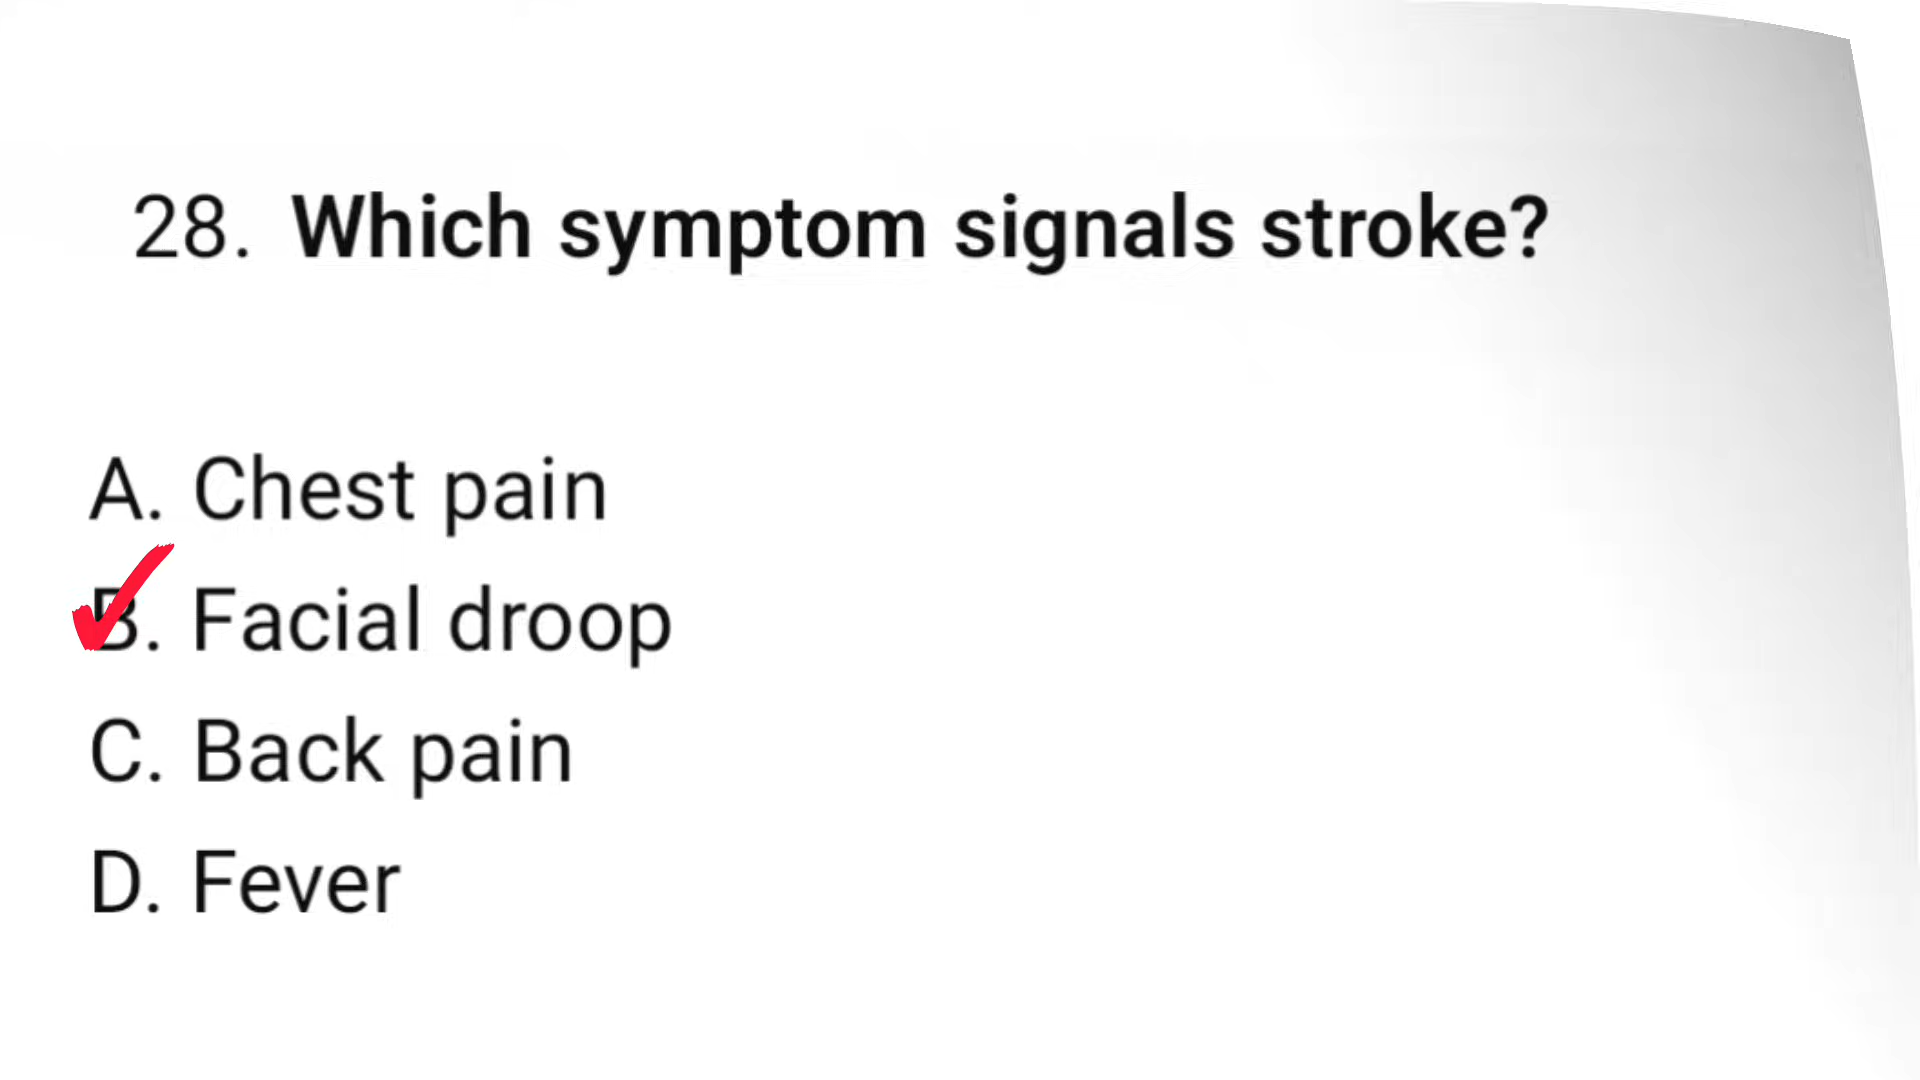 28. Which symptom signals stroke?
A. Chest pain
B. Facial droop
C. Back pain
D. Fever